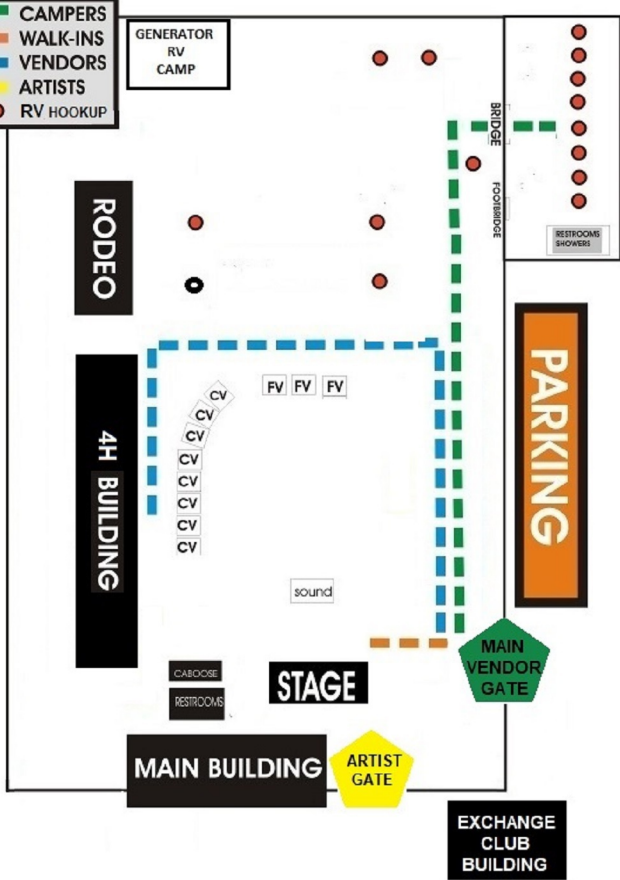 CAMPERS
WALK-INS
VENDORS
ARTISTS
RV HOOKUP
GENERATOR
RV
CAMP
BRIDGE
FOOTBRIDGE
RESTROOMS
SHOWERS
RODEO
PARKING
CV
CV
CV
CV
CV
CV
CV
CV
FV
FV
FV
4H BUILDING
sound
MAIN
VENDOR
GATE
CABOOSE
RESTROOMS
STAGE
MAIN BUILDING
ARTIST
GATE
EXCHANGE
CLUB
BUILDING